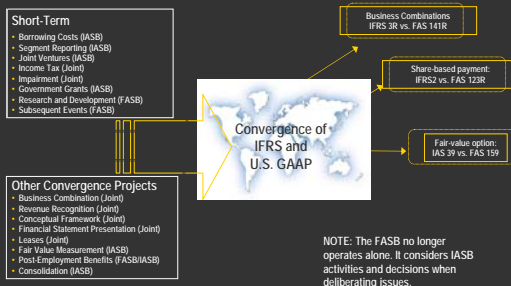 Short-Term
• Borrowing Costs (IASB)
• Segment Reporting (IASB)
• Joint Ventures (IASB)
• Income Tax (Joint)
• Impairment (Joint)
• Government Grants (IASB)
• Research and Development (FASB)
• Subsequent Events (FASB)
Other Convergence Projects
• Business Combination (Joint)
• Revenue Recognition (Joint)
• Conceptual Framework (Joint)
• Financial Statement Presentation (Joint)
• Leases (Joint)
• Fair Value Measurement (IASB)
• Post-Employment Benefits (FASB/IASB)
• Consolidation (IASB)
Convergence of
IFRS and
U.S. GAAP
Business Combinations
IFRS 3R vs. FAS 141R
Share-based payment:
IFRS2 vs. FAS 123R
Fair-value option:
IAS 39 vs. FAS 159
NOTE: The FASB no longer
operates alone. It considers IASB
activities and decisions when
deliberating issues.